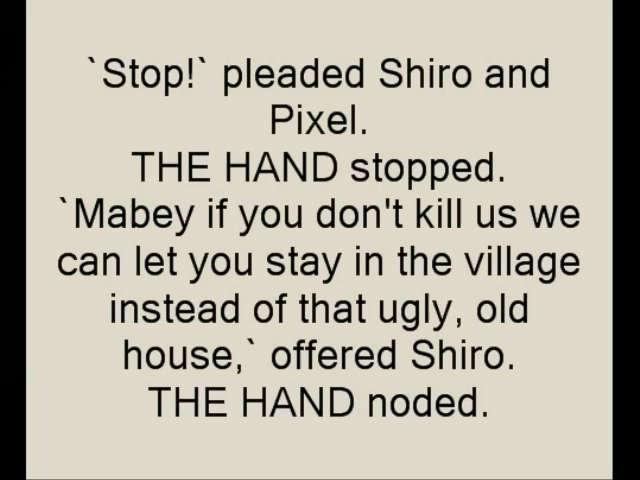 `Stop!` pleaded Shiro and
Pixel.
THE HAND stopped.
`Mabey if you don't kill us we
can let you stay in the village
instead of that ugly, old
house,` offered Shiro.
THE HAND noded.